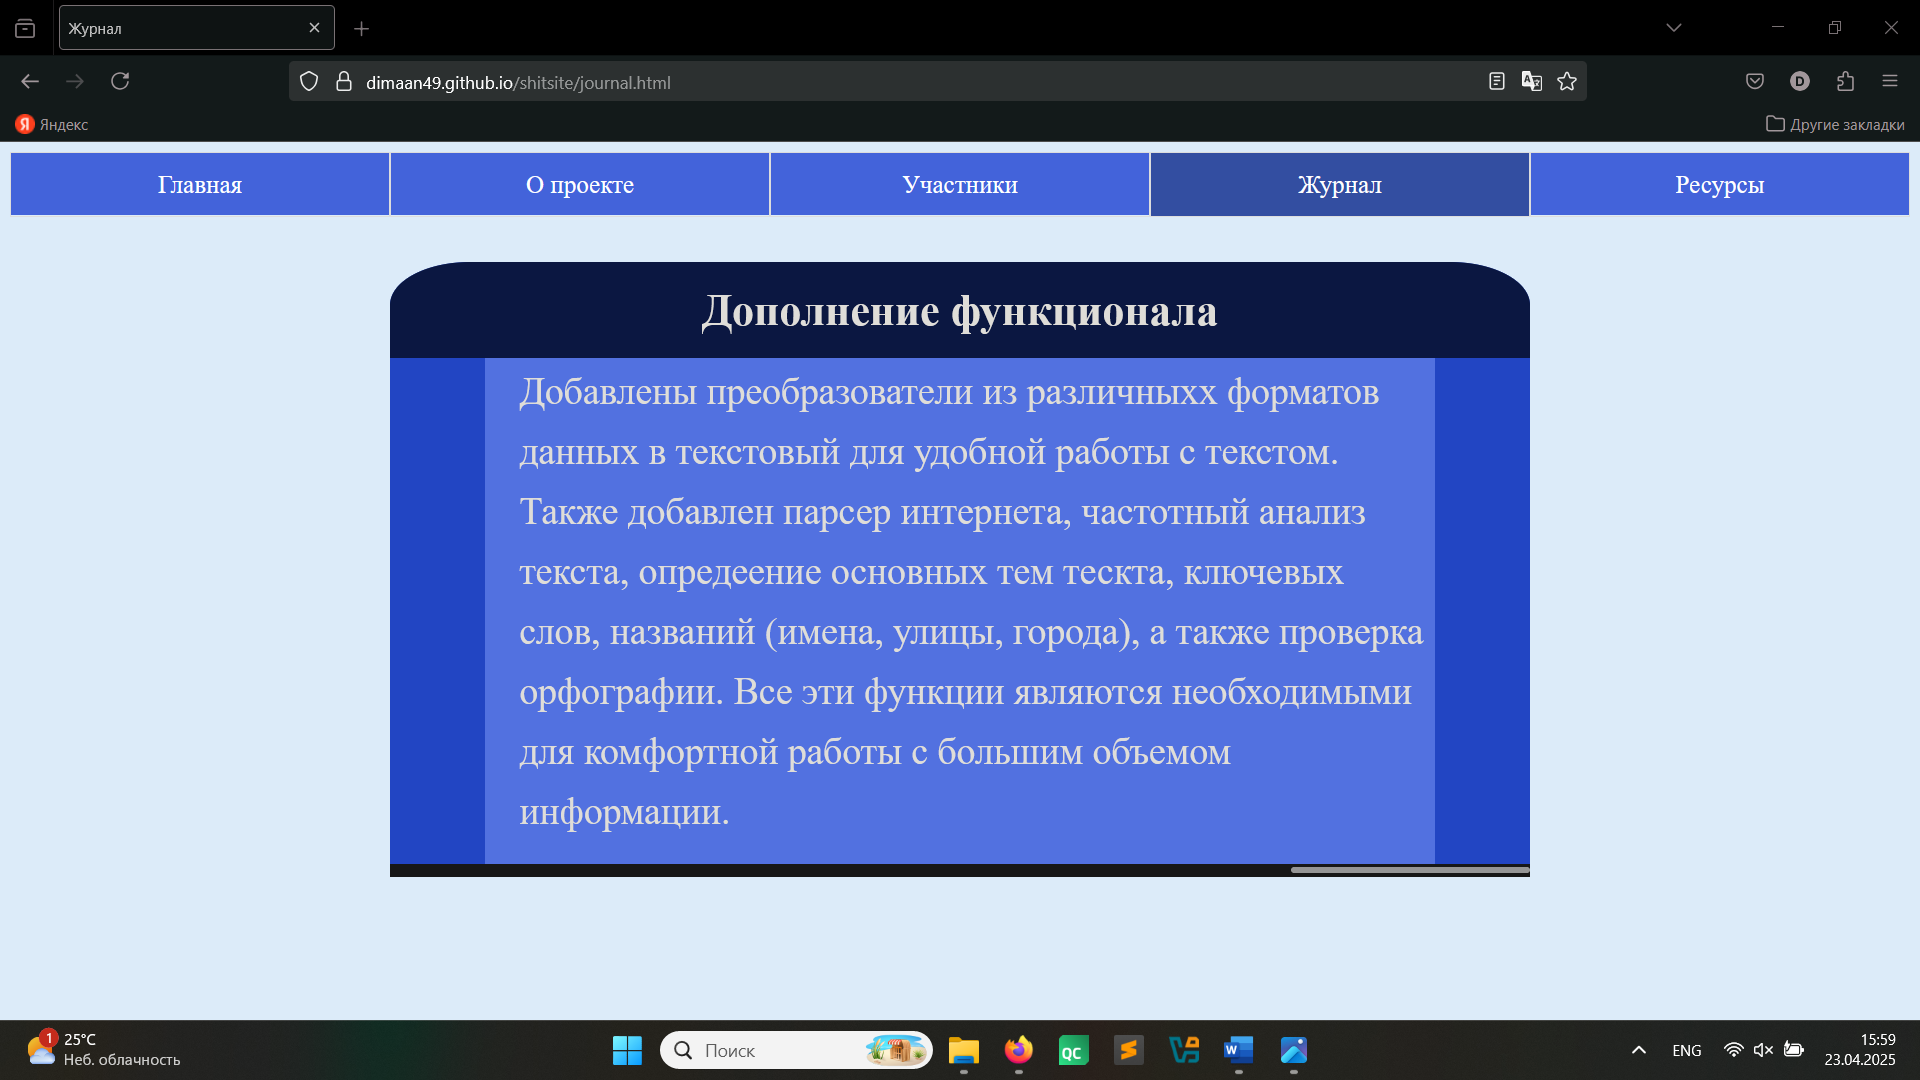 Журнал
dimaan49.github.io/shitsite/journal.html
D
Я Яндекс
Другие закладки
Главная
О проекте
Участники
Журнал
Ресурсы
Дополнение функционала
Добавлены преобразователи из различныхх форматов
данных в текстовый для удобной работы с текстом.
Также добавлен парсер интернета, частотный анализ
текста, опредеение основных тем тескта, ключевых
слов, названий (имена, улицы, города), а также проверка
орфографии. Все эти функции являются необходимыми
для комфортной работы с большим объемом
информации.
1
25°C
Неб. облачность
Поиск
QC
W
ENG
15:59
23.04.2025